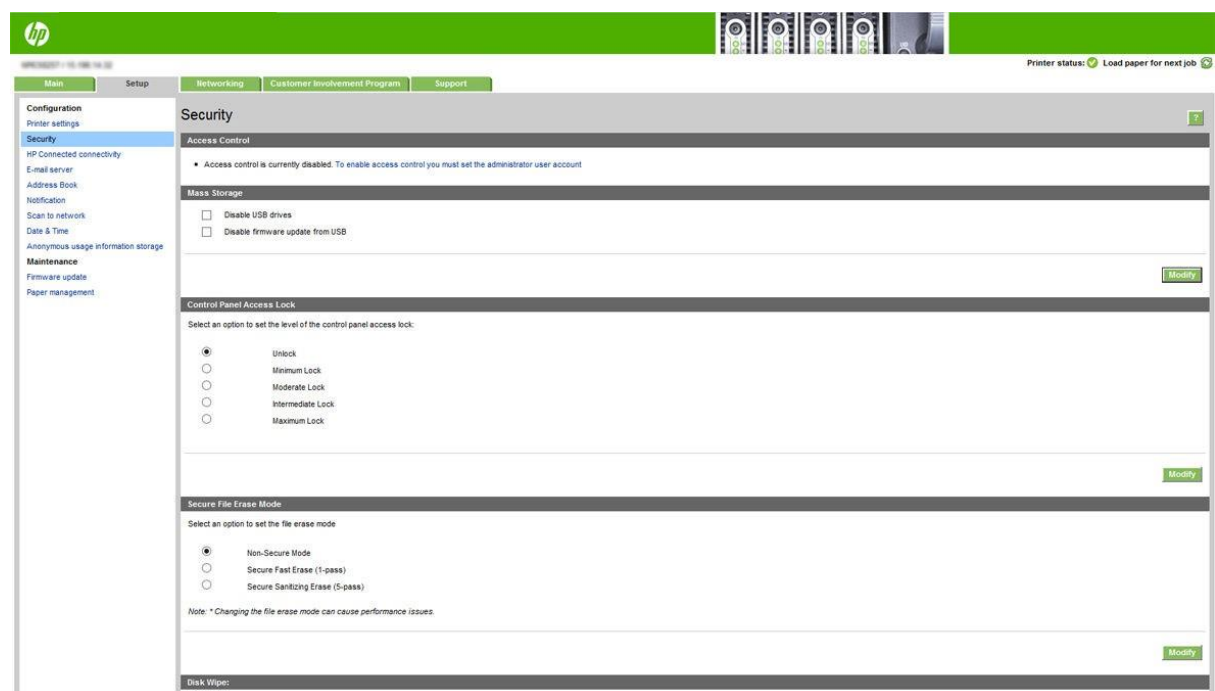 hp
Printer status: Load paper for next job
Main Setup Networking Customer Involvement Program Support
Configuration
Printer settings
Security
HP Connected connectivity
E-mail server
Address Book
Notification
Scan to network
Date & Time
Anonymous usage information storage
Maintenance
Firmware update
Paper management
Security
?
Access Control
• Access control is currently disabled. To enable access control you must set the administrator user account
Mass Storage
Disable USB drives
Disable firmware update from USB
Modify
Control Panel Access Lock
Select an option to set the level of the control panel access lock:
Unlock
Minimum Lock
Moderate Lock
Intermediate Lock
Maximum Lock
Modify
Secure File Erase Mode
Select an option to set the file erase mode
Non-Secure Mode
Secure Fast Erase (1-pass)
Secure Sanitizing Erase (5-pass)
Note: * Changing the file erase mode can cause performance issues.
Modify
Disk Wipe: